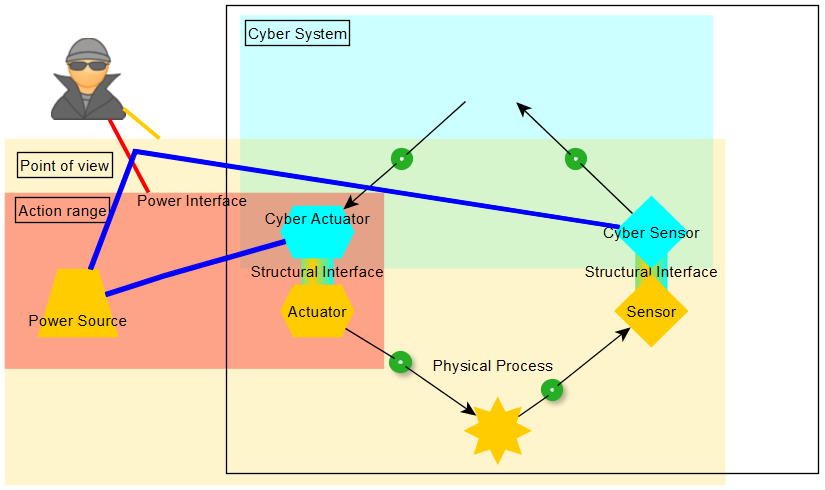 Cyber System
Point of view
Power Interface
Action range
Cyber Actuator
Cyber Sensor
Structural Interface
Structural Interface
Power Source
Actuator
Sensor
Physical Process